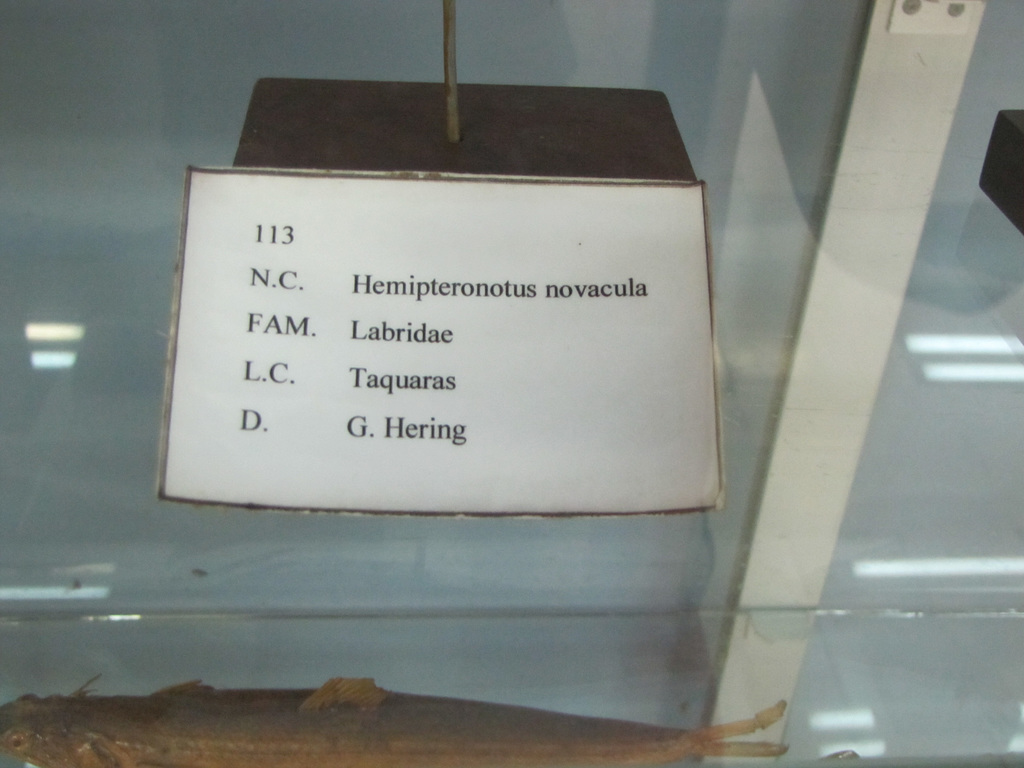 113
N.C. Hemipteronotus novacula
FAM. Labridae
L.C. Taquaras
D. G. Hering